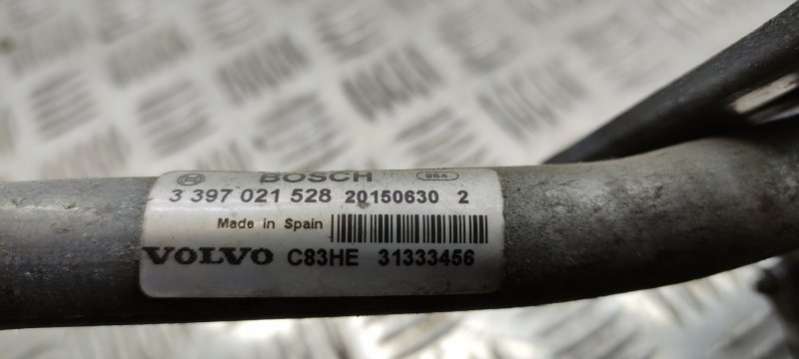 BOSCH
3 397 021 528 20150630 2
Made in Spain
VOLVO C83HE 31333456